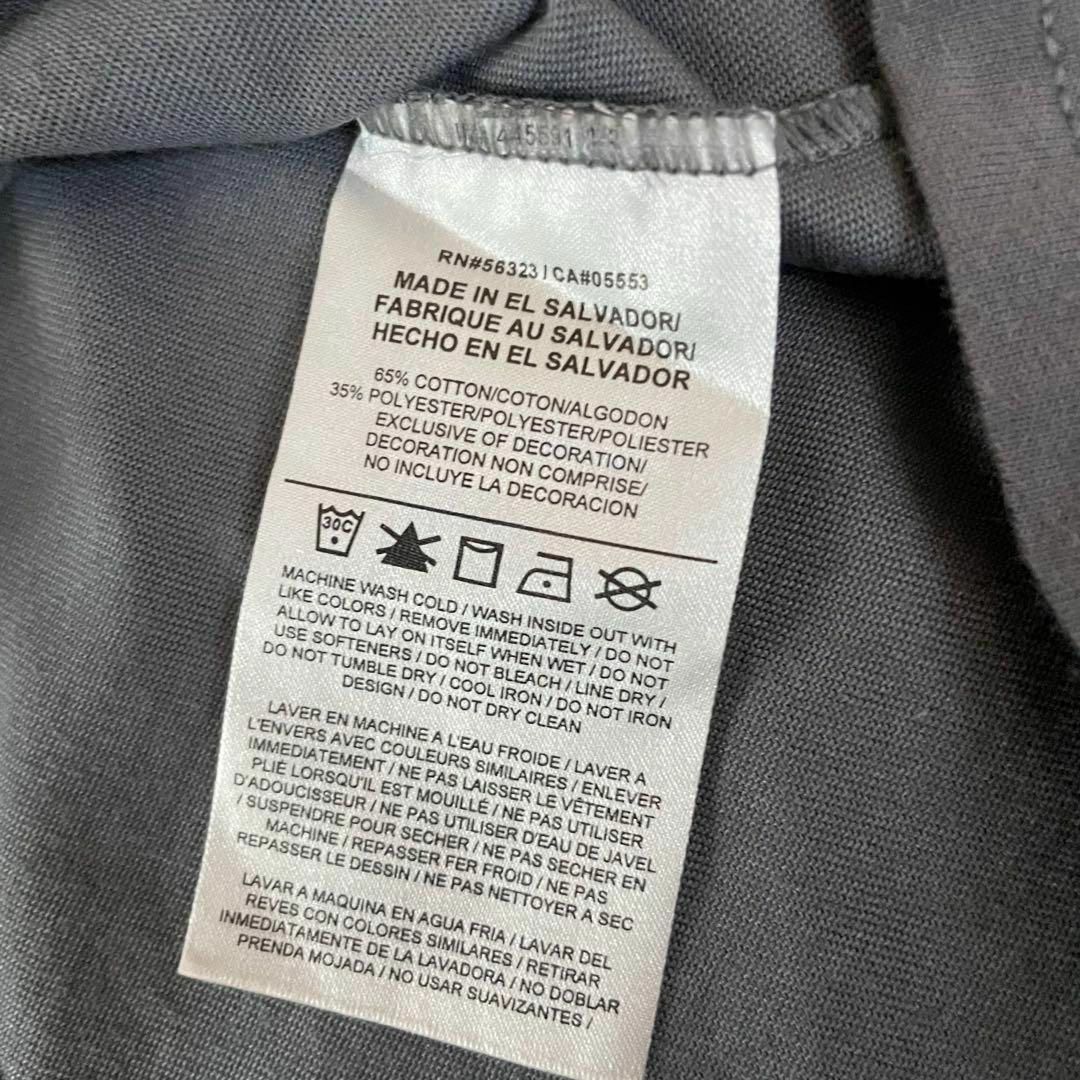 RN#56323 / CA#05553
MADE IN EL SALVADOR/
FABRIQUE AU SALVADOR/
HECHO EN EL SALVADOR
65% COTTON/COTON/ALGODON
35% POLYESTER/POLYESTER/POLIESTER
EXCLUSIVE OF DECORATION/
DECORATION NON COMPRISE/
NO INCLUYE LA DECORACION
30C
MACHINE WASH COLD / WASH INSIDE OUT WITH
LIKE COLORS / REMOVE IMMEDIATELY / DO NOT
ALLOW TO LAY ON ITSELF WHEN WET / DO NOT
USE SOFTENERS / DO NOT BLEACH / LINE DRY /
DO NOT TUMBLE DRY / COOL IRON / DO NOT IRON
DESIGN / DO NOT DRY CLEAN
LAVER EN MACHINE A L'EAU FROIDE / LAVER A
L'ENVERS AVEC COULEURS SIMILAIRES / ENLEVER
IMMEDIATEMENT / NE PAS LAISSER LE VÊTEMENT
PLIÉ LORSQU'IL EST MOUILLÉ / NE PAS UTILISER
D'ADOUCISSEUR / NE PAS UTILISER D'EAU DE JAVEL
/ SUSPENDRE POUR SECHER / NE PAS SECHER EN
MACHINE / REPASSER FER FROID / NE PAS
REPASSER LE DESSIN / NE PAS NETTOYER A SEC
LAVAR A MAQUINA EN AGUA FRIA / LAVAR DEL
REVES CON COLORES SIMILARES / RETIRAR
INMEDIATAMENTE DE LA LAVADORA / NO DOBLAR
PRENDA MOJADA / NO USAR SUAVIZANTES /